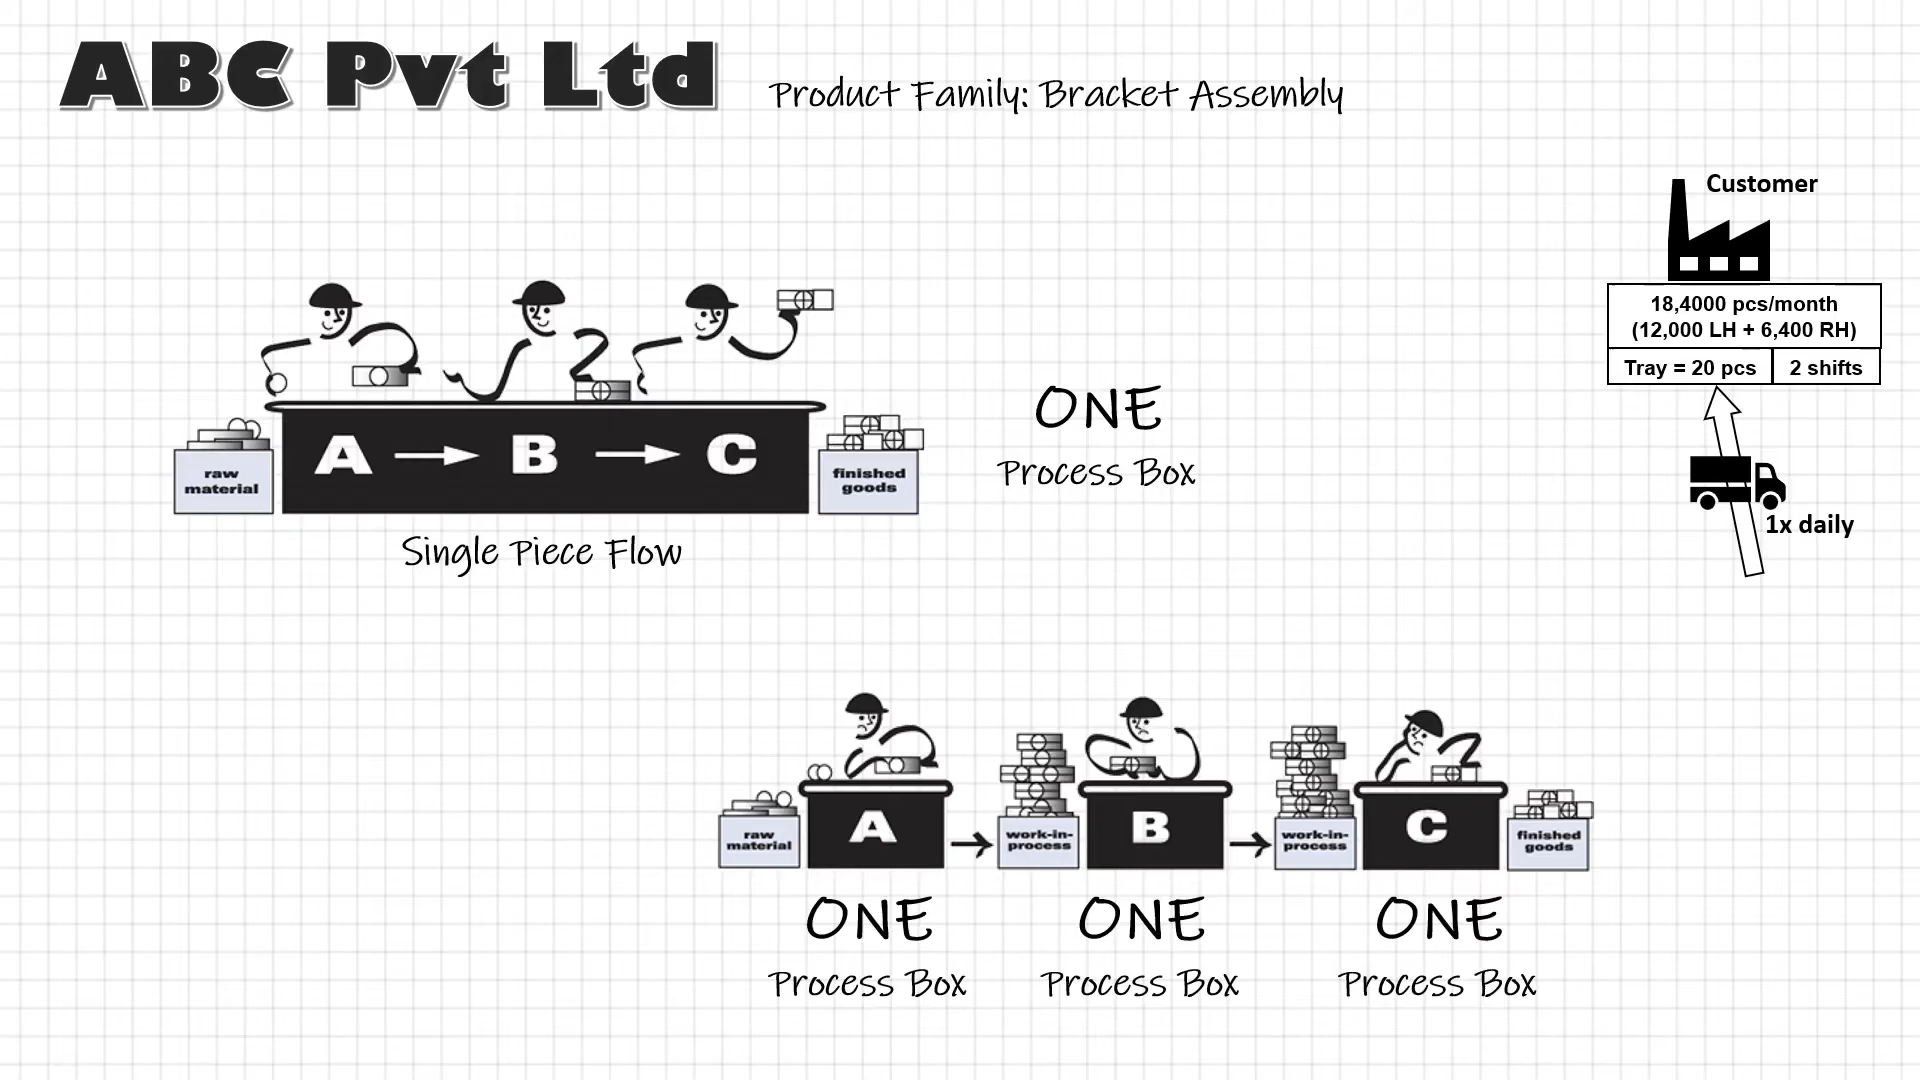 ABC Pvt Ltd
Product Family: Bracket Assembly
Customer
18,4000 pcs/month
(12,000 LH + 6,400 RH)
Tray = 20 pcs
2 shifts
1x daily
raw
material
A
B
C
finished
goods
Single Piece Flow
ONE
Process Box
raw
material
A
work-in-
process
B
work-in-
process
C
finished
goods
ONE
Process Box
ONE
Process Box
ONE
Process Box